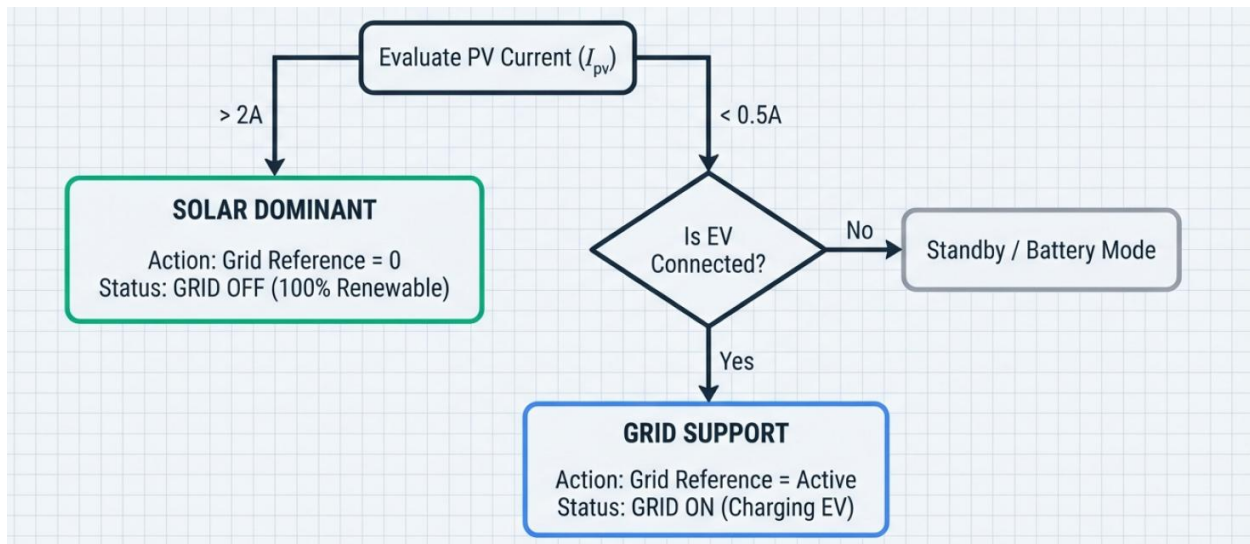 Evaluate PV Current (Ipv)
> 2A
< 0.5A
SOLAR DOMINANT
Action: Grid Reference = 0
Status: GRID OFF (100% Renewable)
Is EV
Connected?
No
Standby / Battery Mode
Yes
GRID SUPPORT
Action: Grid Reference = Active
Status: GRID ON (Charging EV)